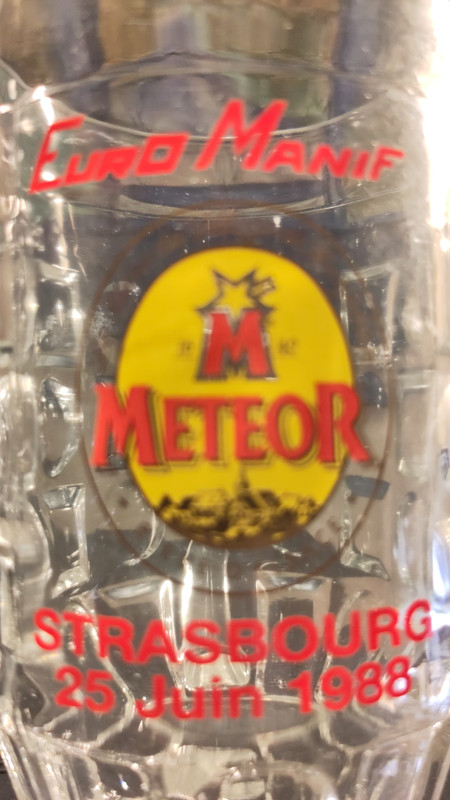 EURO MANIF
M
METEOR
STRASBOURG
25 Juin 1988